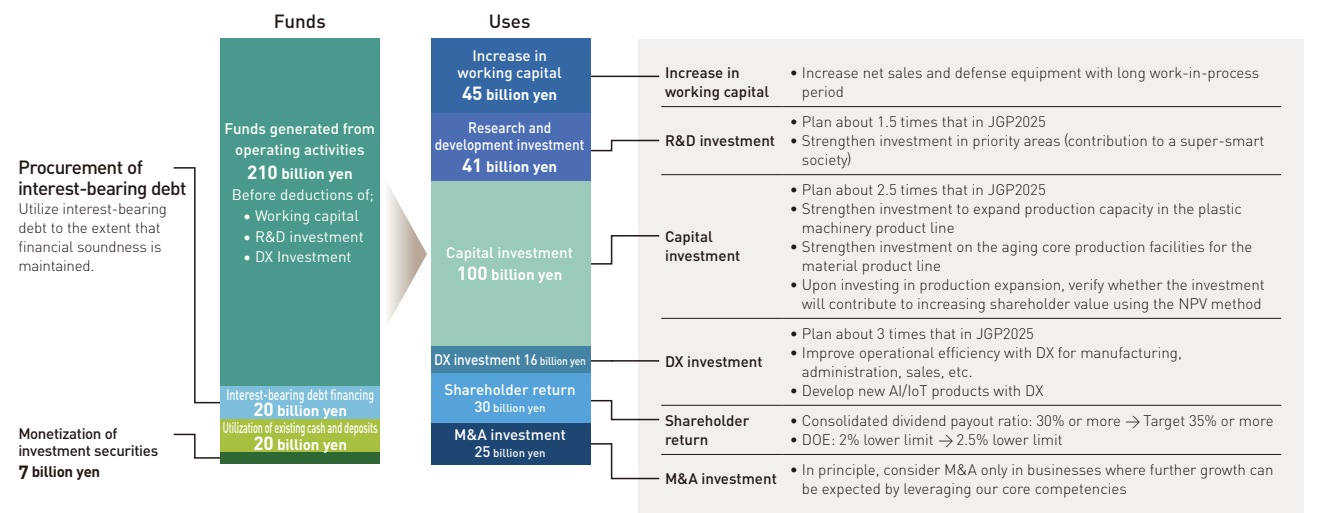 Funds
Uses
Procurement of
interest-bearing debt
Utilize interest-bearing
debt to the extent that
financial soundness is
maintained.
Monetization of
investment securities
7 billion yen
Funds generated from
operating activities
210 billion yen
Before deductions of;
• Working capital
• R&D investment
• DX Investment
Interest-bearing debt financing
20 billion yen
Utilization of existing cash and deposits
20 billion yen
Increase in
working capital
45 billion yen
Research and
development investment
41 billion yen
Capital investment
100 billion yen
DX investment 16 billion yen
Shareholder return
30 billion yen
M&A investment
25 billion yen
Increase in
working capital
• Increase net sales and defense equipment with long work-in-process
period
R&D investment
• Plan about 1.5 times that in JGP2025
• Strengthen investment in priority areas (contribution to a super-smart
society)
Capital
investment
• Plan about 2.5 times that in JGP2025
• Strengthen investment to expand production capacity in the plastic
machinery product line
• Strengthen investment on the aging core production facilities for the
material product line
• Upon investing in production expansion, verify whether the investment
will contribute to increasing shareholder value using the NPV method
DX investment
• Plan about 3 times that in JGP2025
• Improve operational efficiency with DX for manufacturing,
administration, sales, etc.
• Develop new AI/IoT products with DX
Shareholder
return
• Consolidated dividend payout ratio: 30% or more → Target 35% or more
• DOE: 2% lower limit → 2.5% lower limit
M&A investment
• In principle, consider M&A only in businesses where further growth can
be expected by leveraging our core competencies